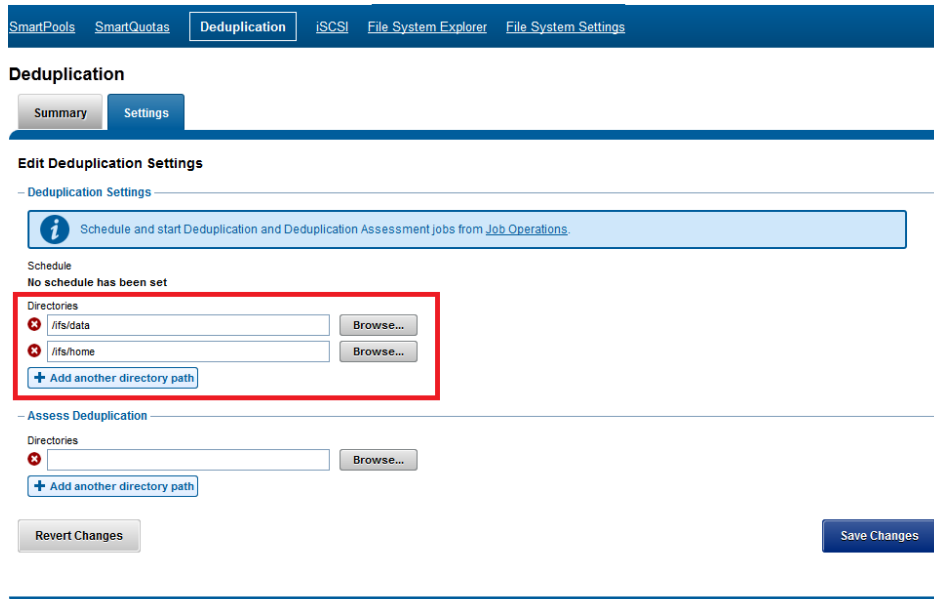 SmartPools SmartQuotas Deduplication iSCSI File System Explorer File System Settings
Deduplication
Summary Settings
Edit Deduplication Settings
Deduplication Settings
i Schedule and start Deduplication and Deduplication Assessment jobs from Job Operations.
Schedule
No schedule has been set
Directories
/ifs/data Browse...
/ifs/home Browse...
+ Add another directory path
Assess Deduplication
Directories
Browse...
+ Add another directory path
Revert Changes Save Changes